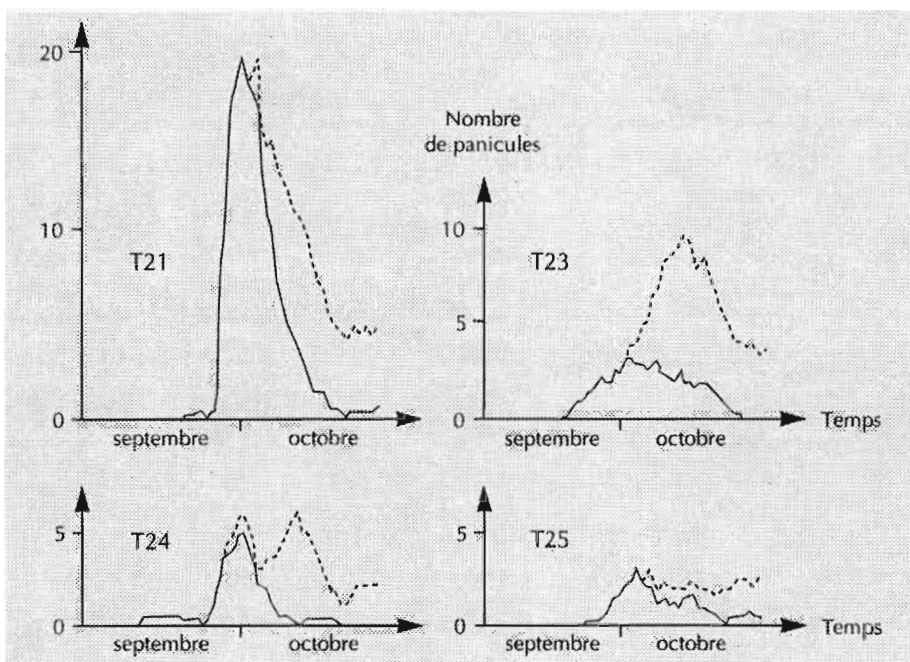 20
10
0
T21
septembre
octobre
Nombre
de panicules
10
5
0
T23
septembre
octobre
Temps
5
0
T24
septembre
octobre
5
0
T25
septembre
octobre
Temps